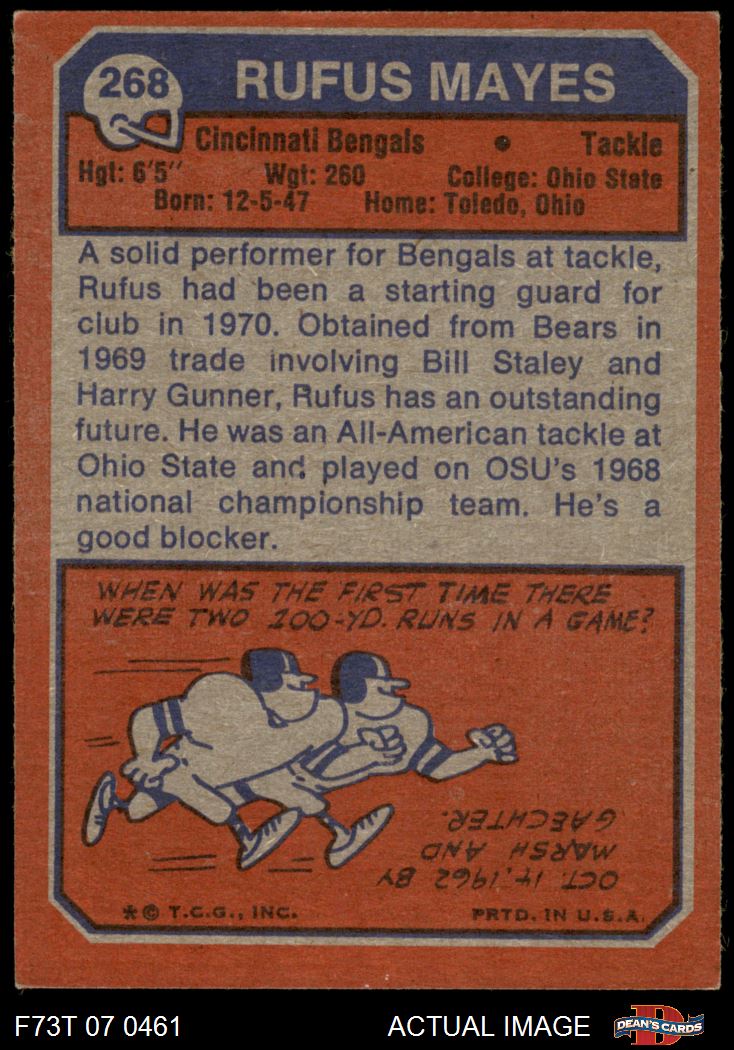 268
RUFUS MAYES
Cincinnati Bengals • Tackle
Hgt: 6'5" Wgt: 260 College: Ohio State
Born: 12-5-47 Home: Toledo, Ohio
A solid performer for Bengals at tackle,
Rufus had been a starting guard for
club in 1970. Obtained from Bears in
1969 trade involving Bill Staley and
Harry Gunner, Rufus has an outstanding
future. He was an All-American tackle at
Ohio State and played on OSU's 1968
national championship team. He's a
good blocker.
WHEN WAS THE FIRST TIME THERE
WERE TWO 100-YD. RUNS IN A GAME?
OCT. 14, 1962 BY
MARSH AND
GAECHTER.
* © T.C.G., INC. PRTD. IN U.S.A.
F73T 07 0461 ACTUAL IMAGE
D
DEAN'S CARDS